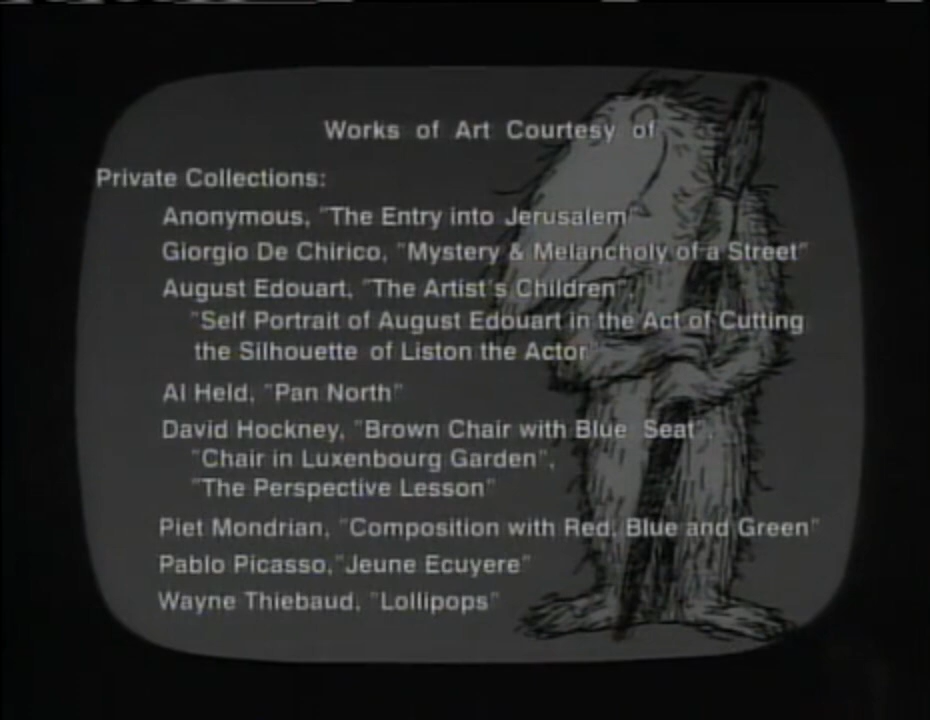 Works of Art Courtesy of
Private Collections:
Anonymous, "The Entry into Jerusalem"
Giorgio De Chirico, "Mystery & Melancholy of a Street"
August Edouart, "The Artist's Children",
"Self Portrait of August Edouart in the Act of Cutting
the Silhouette of Liston the Actor"
Al Held, "Pan North"
David Hockney, "Brown Chair with Blue Seat",
"Chair in Luxenbourg Garden",
"The Perspective Lesson"
Piet Mondrian, "Composition with Red, Blue and Green"
Pablo Picasso, "Jeune Ecuyere"
Wayne Thiebaud, "Lollipops"